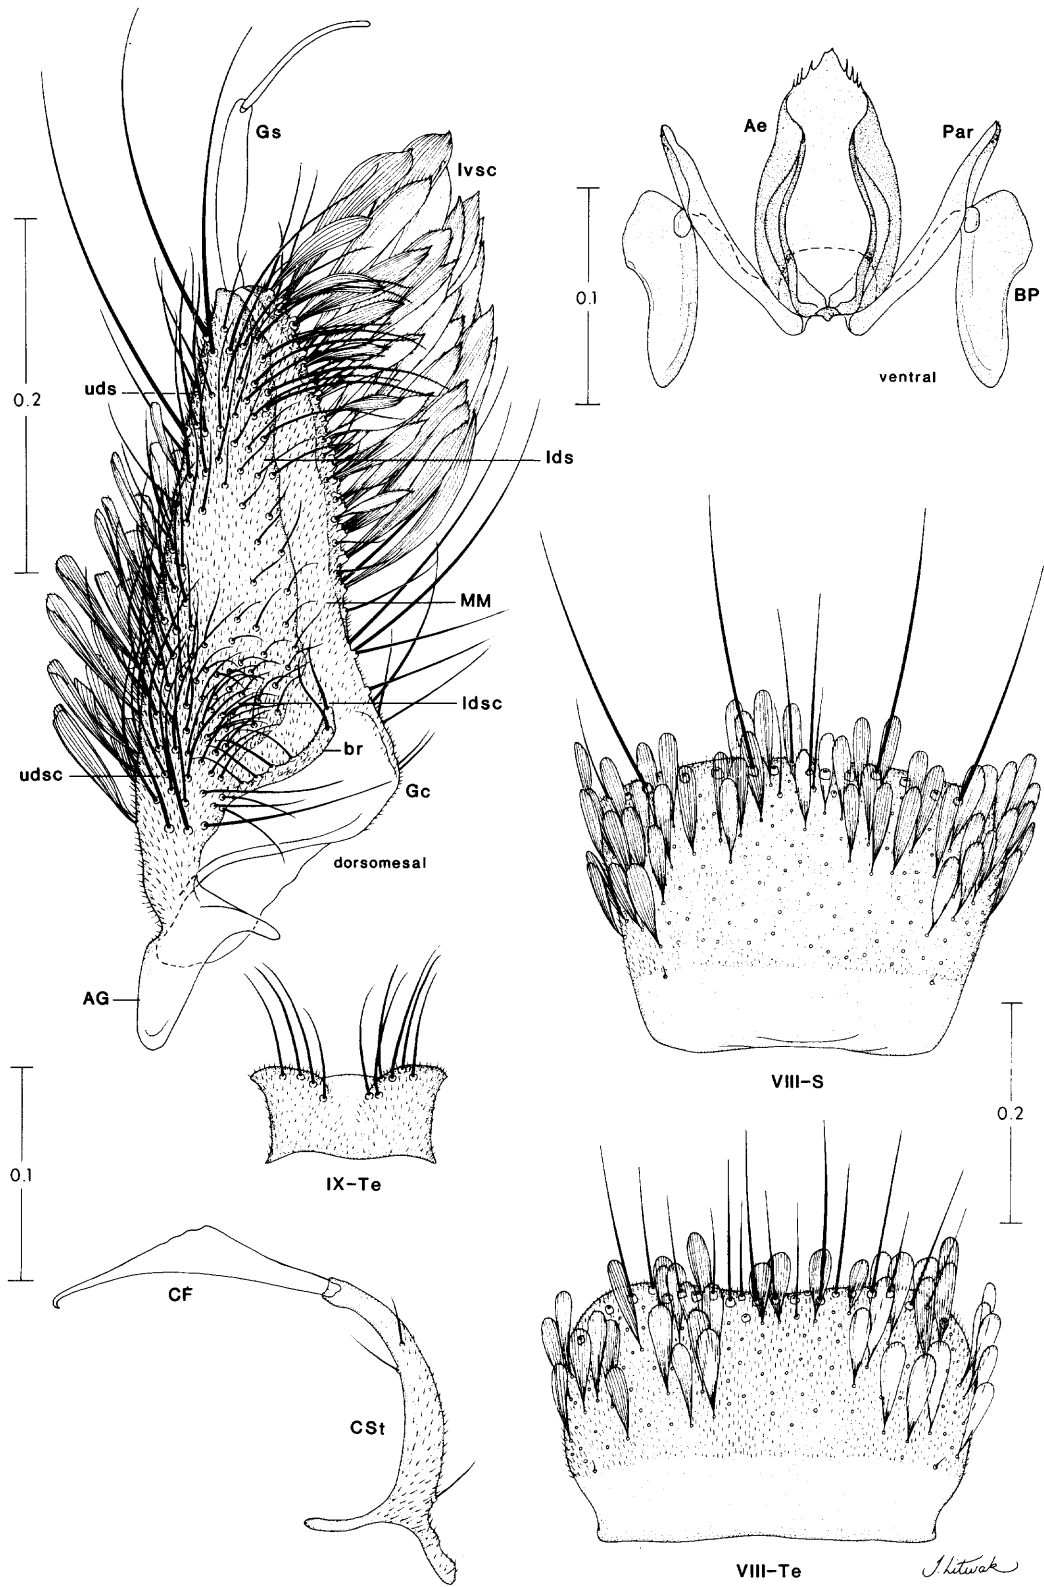 Gs
lvsc
Ae
Par
0.1
BP
ventral
uds
0.2
lds
MM
ldsc
br
udsc
Gc
dorsomesal
AG
VIII-S
0.2
IX-Te
0.1
CF
CSt
VIII-Te
J. Litwak